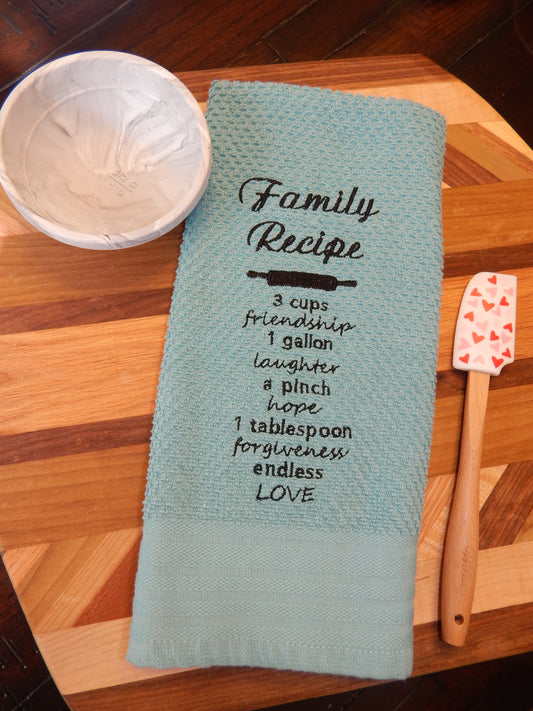 Family
Recipe
3 cups
friendship
1 gallon
laughter
a pinch
hope
1 tablespoon
forgiveness
endless
LOVE